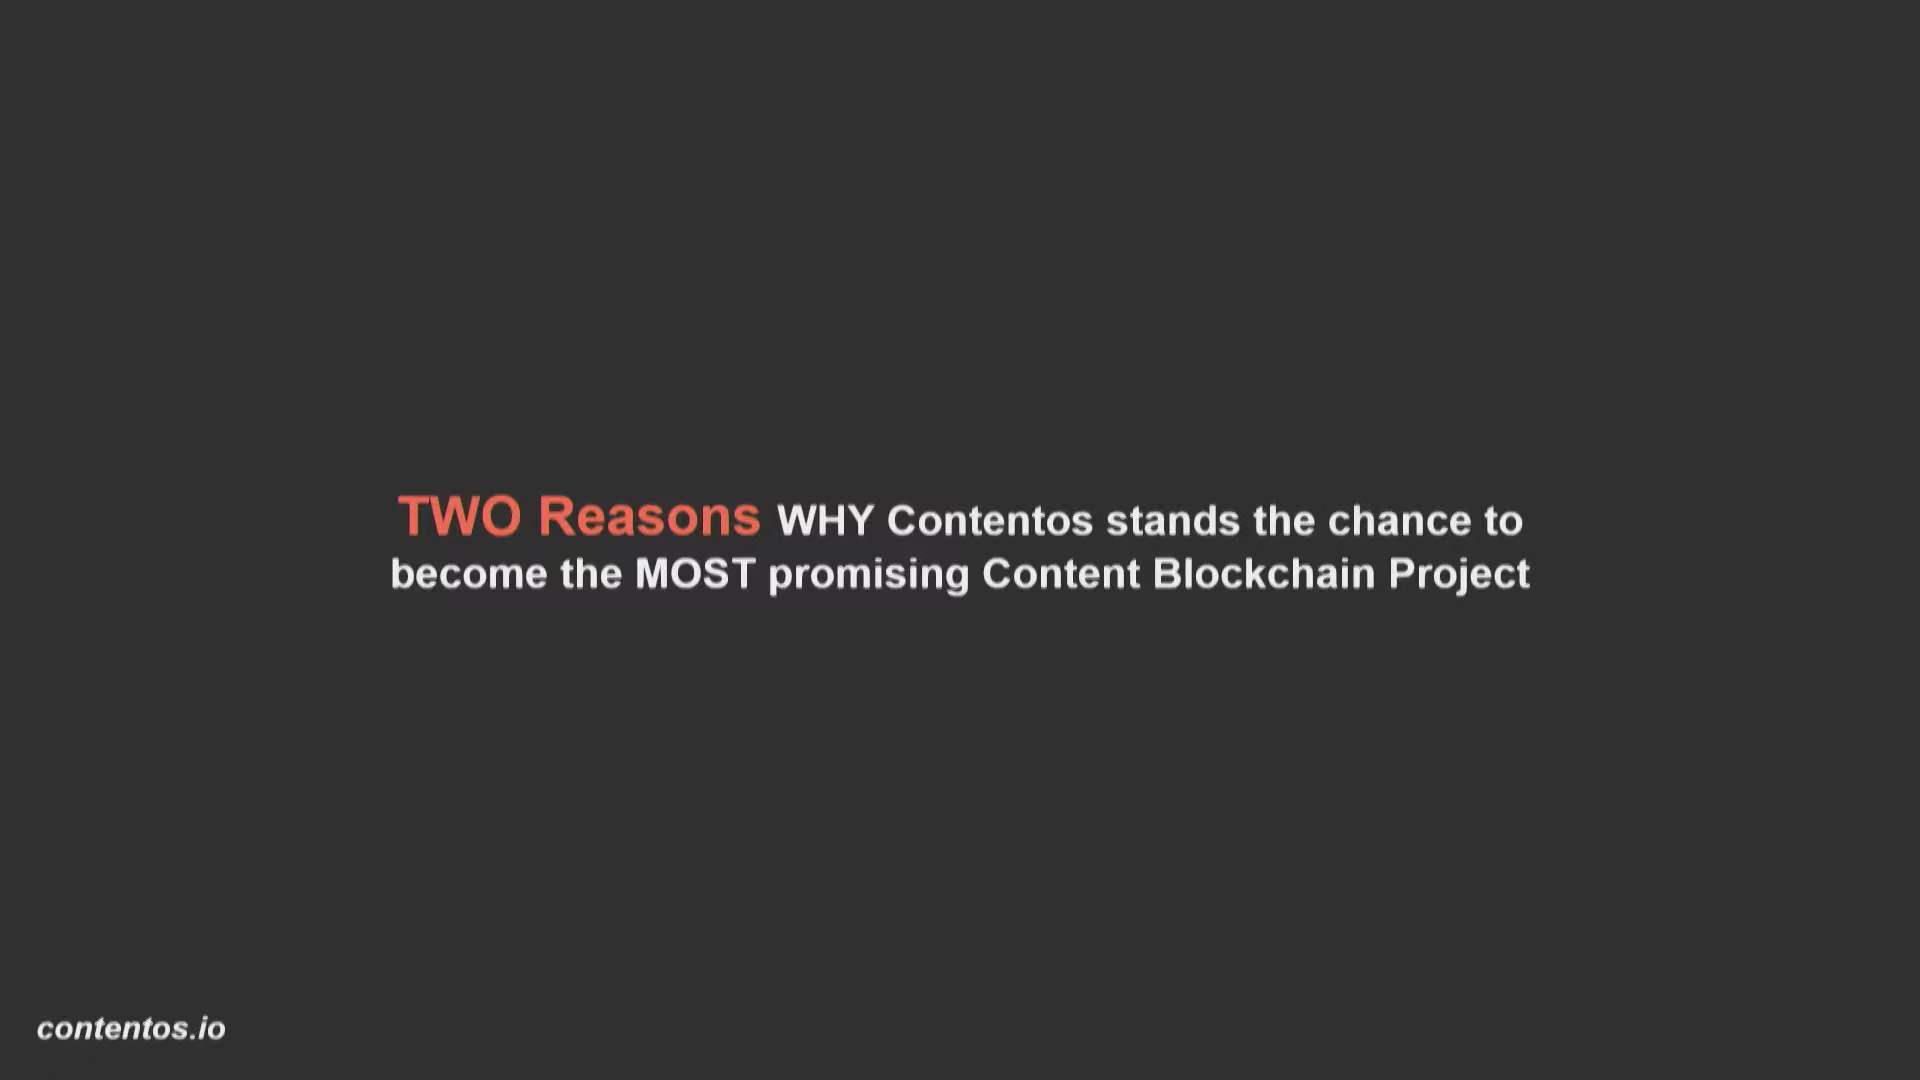 TWO Reasons WHY Contentos stands the chance to
become the MOST promising Content Blockchain Project
contentos.io